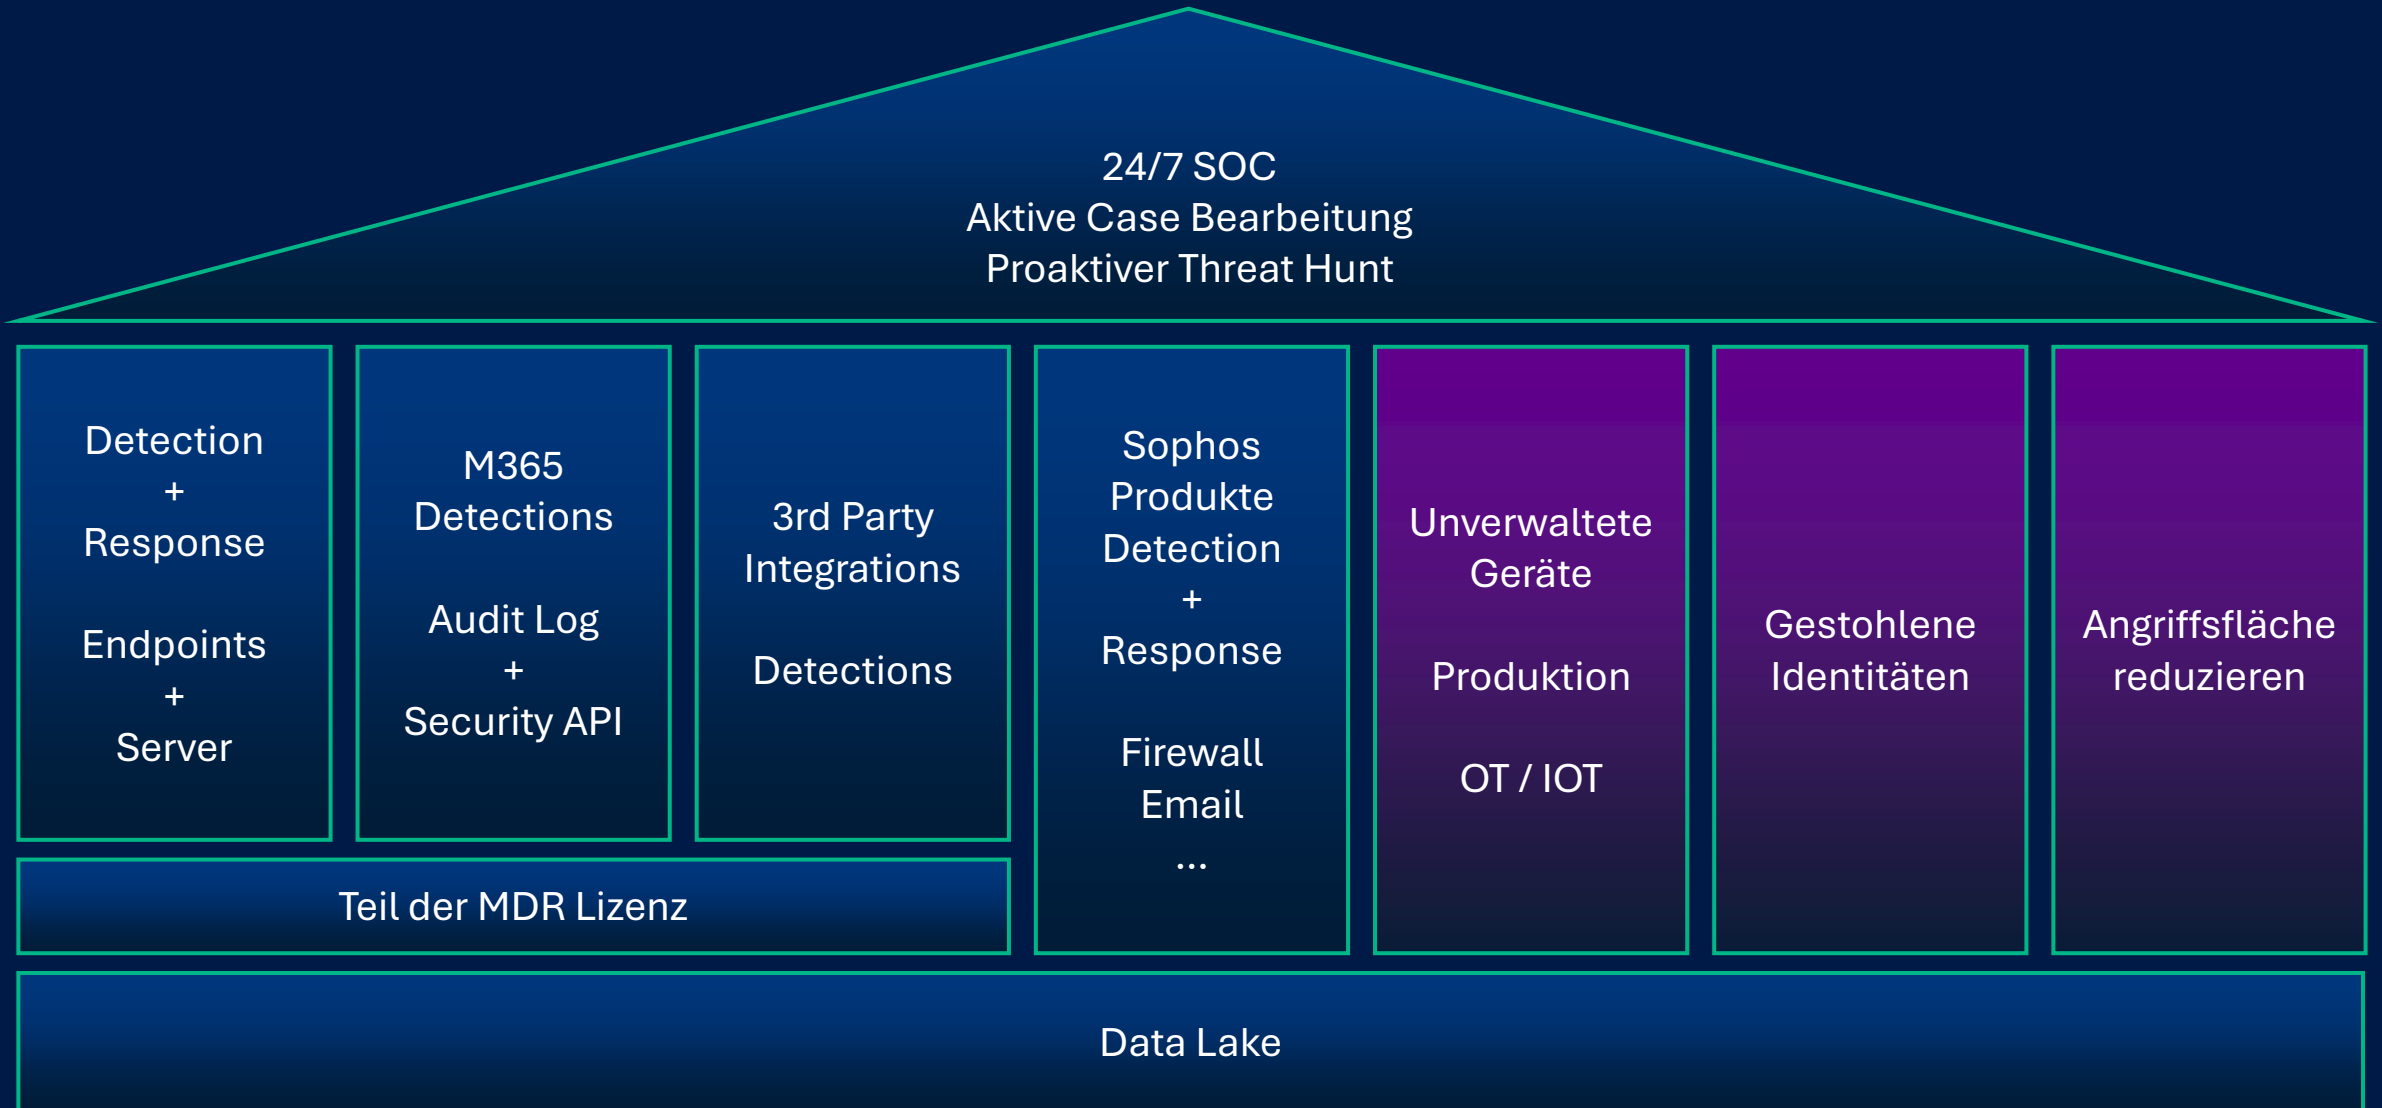 24/7 SOC
Aktive Case Bearbeitung
Proaktiver Threat Hunt
Detection
+
Response
Endpoints
+
Server
M365
Detections
Audit Log
+
Security API
3rd Party
Integrations
Detections
Sophos
Produkte
Detection
+
Response
Firewall
Email
...
Unverwaltete
Geräte
Produktion
OT / IOT
Gestohlene
Identitäten
Angriffsfläche
reduzieren
Teil der MDR Lizenz
Data Lake